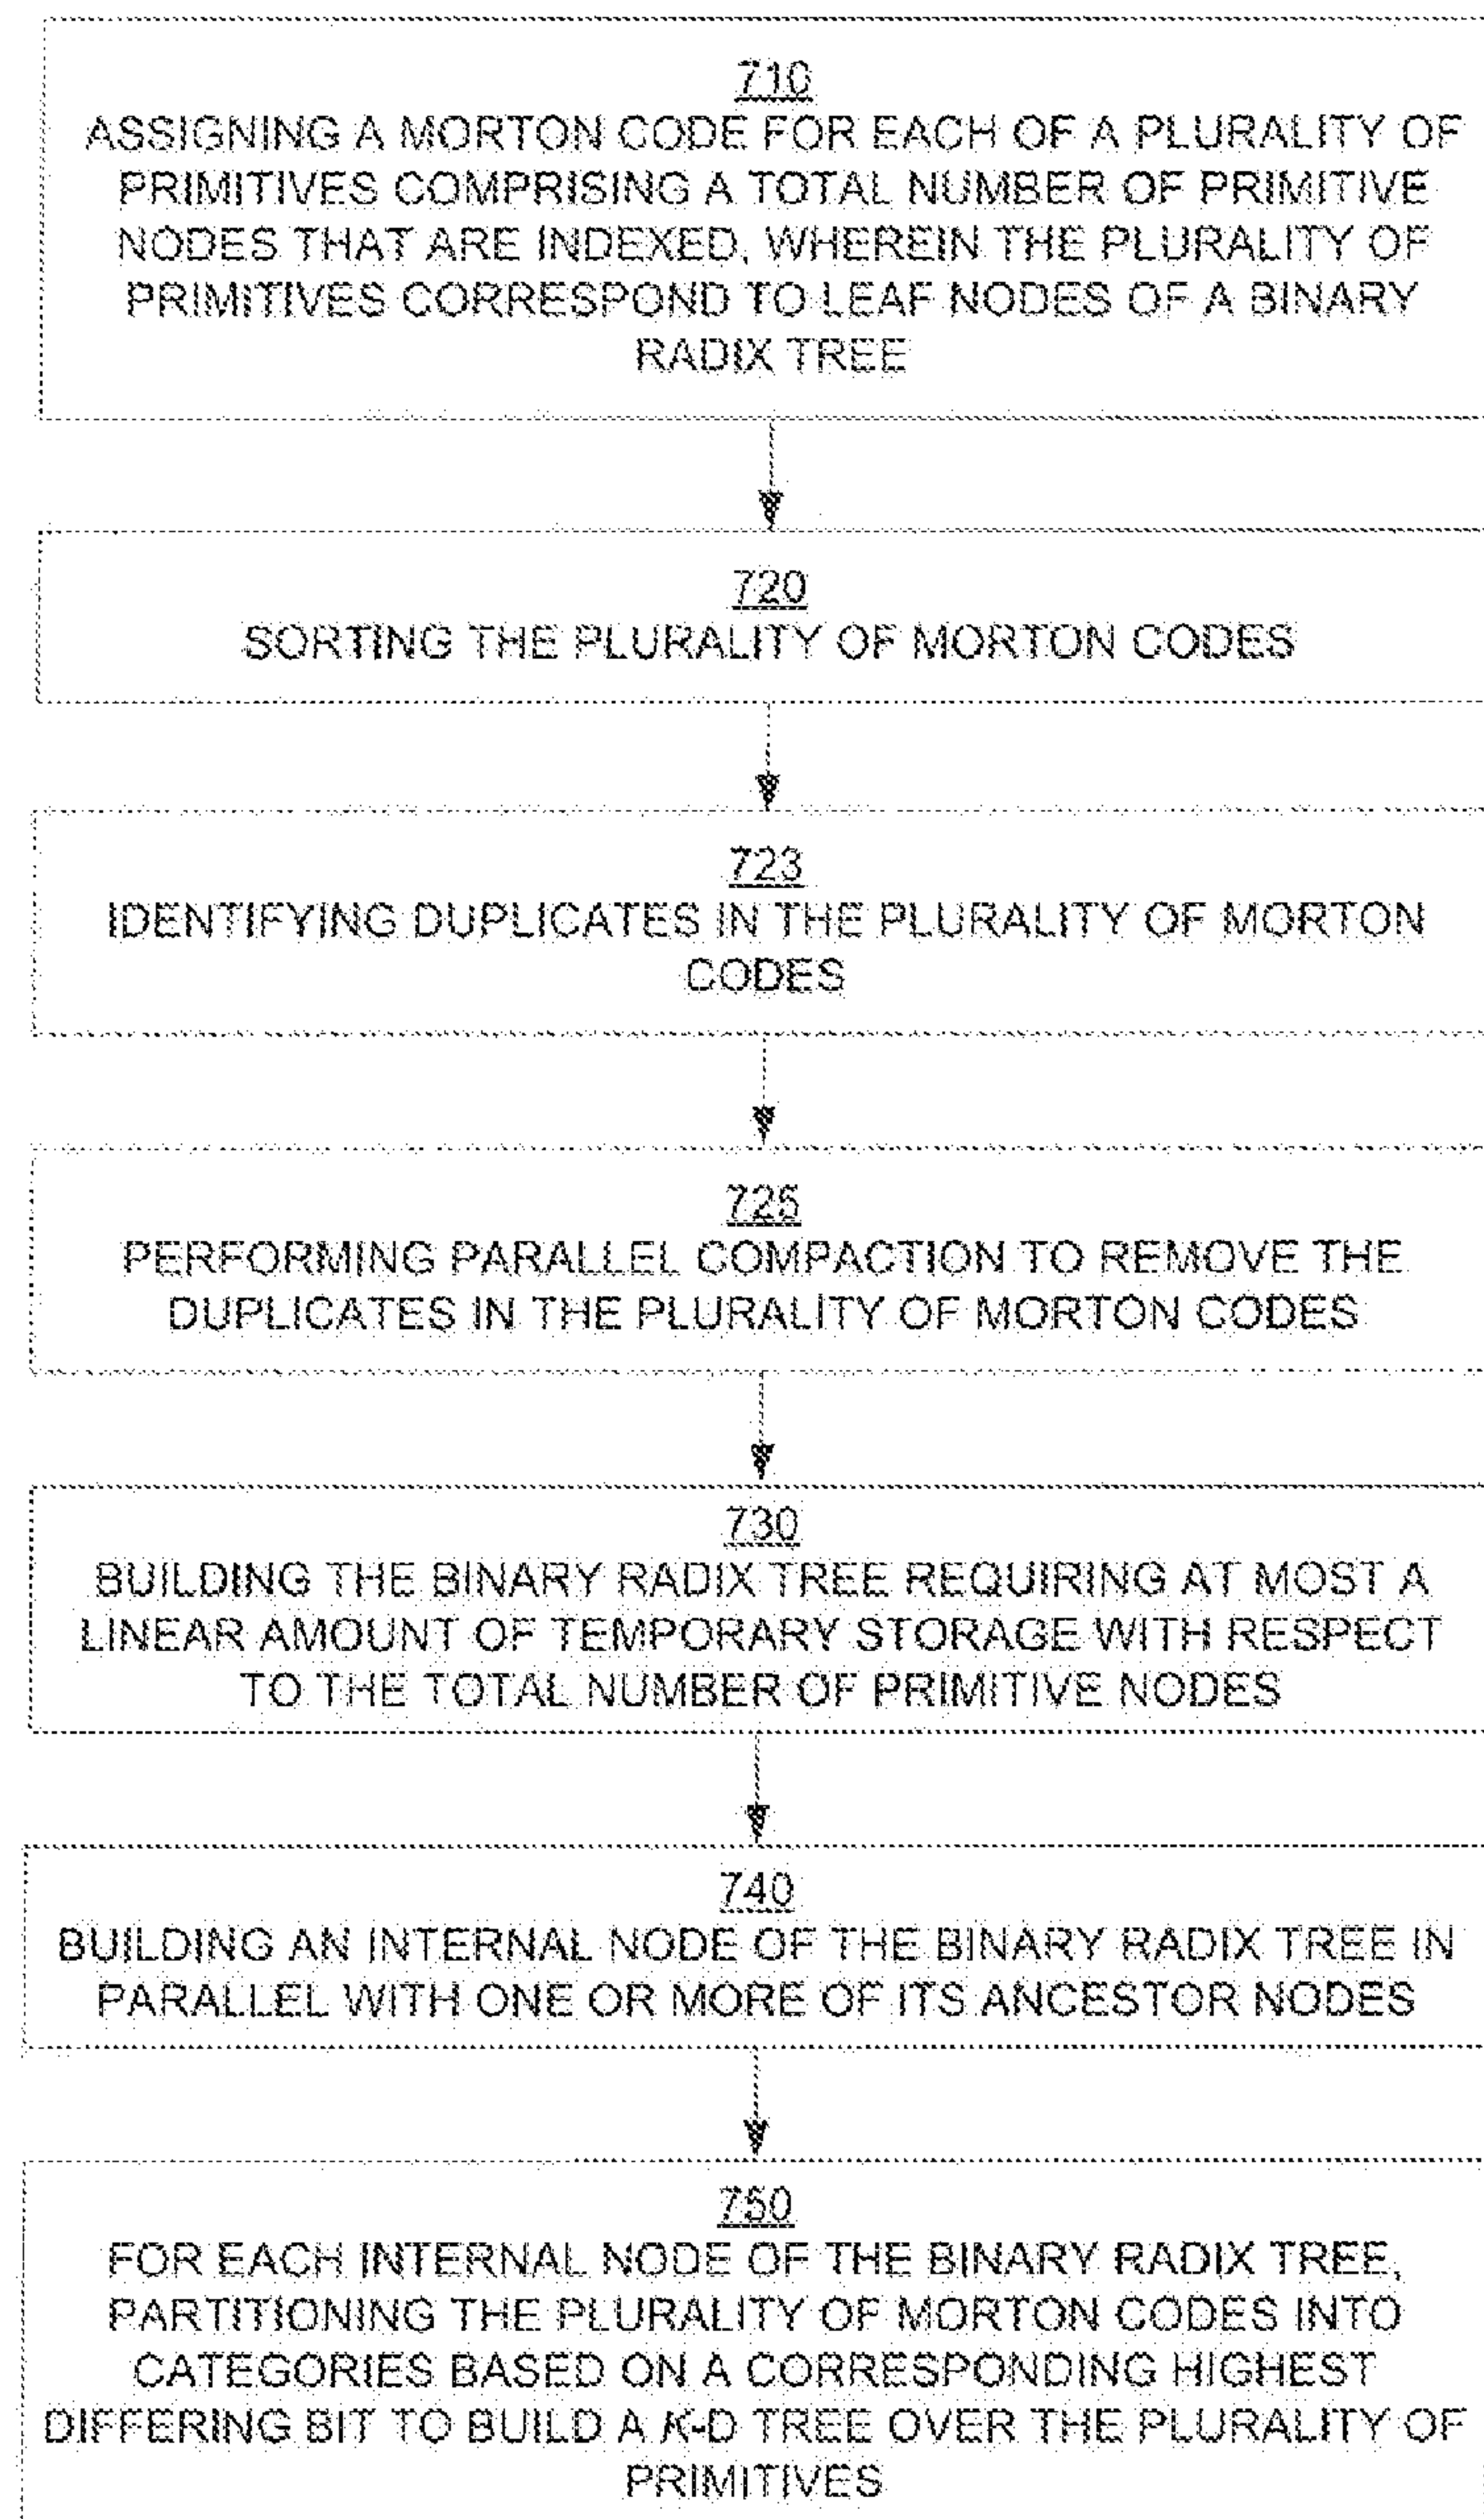 710
ASSIGNING A MORTON CODE FOR EACH OF A PLURALITY OF
PRIMITIVES COMPRISING A TOTAL NUMBER OF PRIMITIVE
NODES THAT ARE INDEXED, WHEREIN THE PLURALITY OF
PRIMITIVES CORRESPOND TO LEAF NODES OF A BINARY
RADIX TREE
720
SORTING THE PLURALITY OF MORTON CODES
723
IDENTIFYING DUPLICATES IN THE PLURALITY OF MORTON
CODES
725
PERFORMING PARALLEL COMPACTION TO REMOVE THE
DUPLICATES IN THE PLURALITY OF MORTON CODES
730
BUILDING THE BINARY RADIX TREE REQUIRING AT MOST A
LINEAR AMOUNT OF TEMPORARY STORAGE WITH RESPECT
TO THE TOTAL NUMBER OF PRIMITIVE NODES
740
BUILDING AN INTERNAL NODE OF THE BINARY RADIX TREE IN
PARALLEL WITH ONE OR MORE OF ITS ANCESTOR NODES
750
FOR EACH INTERNAL NODE OF THE BINARY RADIX TREE,
PARTITIONING THE PLURALITY OF MORTON CODES INTO
CATEGORIES BASED ON A CORRESPONDING HIGHEST
DIFFERING BIT TO BUILD A K-D TREE OVER THE PLURALITY OF
PRIMITIVES